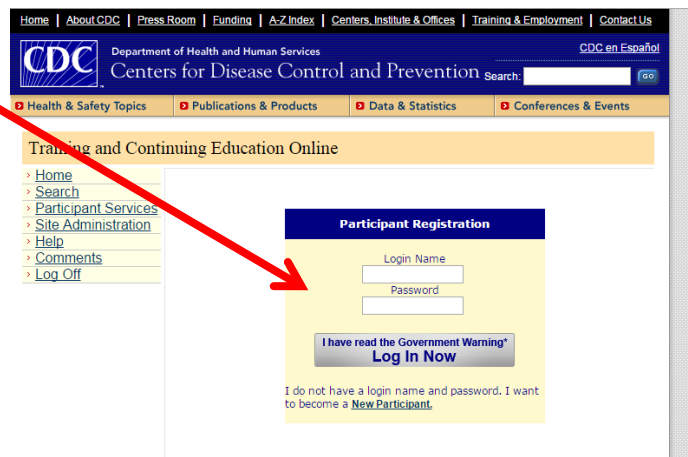 Home | About CDC | Press Room | Funding | A-Z Index | Centers, Institute & Offices | Training & Employment | Contact Us
CDC en Español
CDC
Department of Health and Human Services
Centers for Disease Control and Prevention
Search: GO
Health & Safety Topics Publications & Products Data & Statistics Conferences & Events
Training and Continuing Education Online
Home
Search
Participant Services
Site Administration
Help
Comments
Log Off
Participant Registration
Login Name
Password
I have read the Government Warning*
Log In Now
I do not have a login name and password. I want
to become a New Participant.